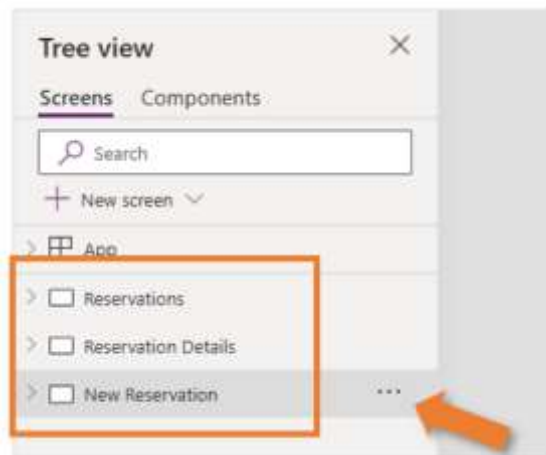 Tree view
Screens Components
Search
New screen
App
Reservations
Reservation Details
New Reservation